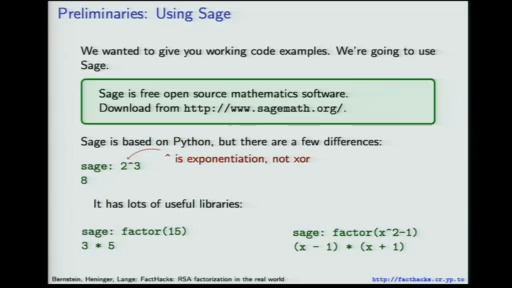 Preliminaries: Using Sage
We wanted to give you working code examples. We're going to use
Sage.
Sage is free open source mathematics software.
Download from http://www.sagemath.org/.
Sage is based on Python, but there are a few differences:
sage: 2^3
^ is exponentiation, not xor
8
It has lots of useful libraries:
sage: factor(15)
3 * 5
sage: factor(x^2-1)
(x - 1) * (x + 1)
Bernstein, Heninger, Lange: FactHacks: RSA factorization in the real world
http://facthacks.cr.yp.to